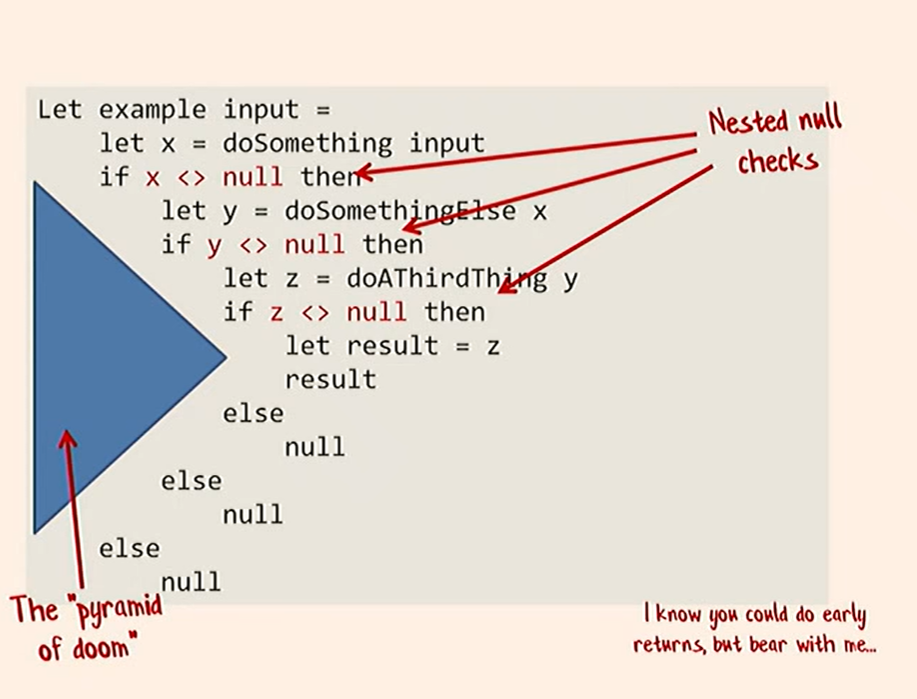 Let example input =
let x = doSomething input
if x <> null then
let y = doSomethingElse x
if y <> null then
let z = doAThirdThing y
if z <> null then
let result = z
result
else
null
else
null
else
null
Nested null
checks
The "pyramid
of doom"
I know you could do early
returns, but bear with me...